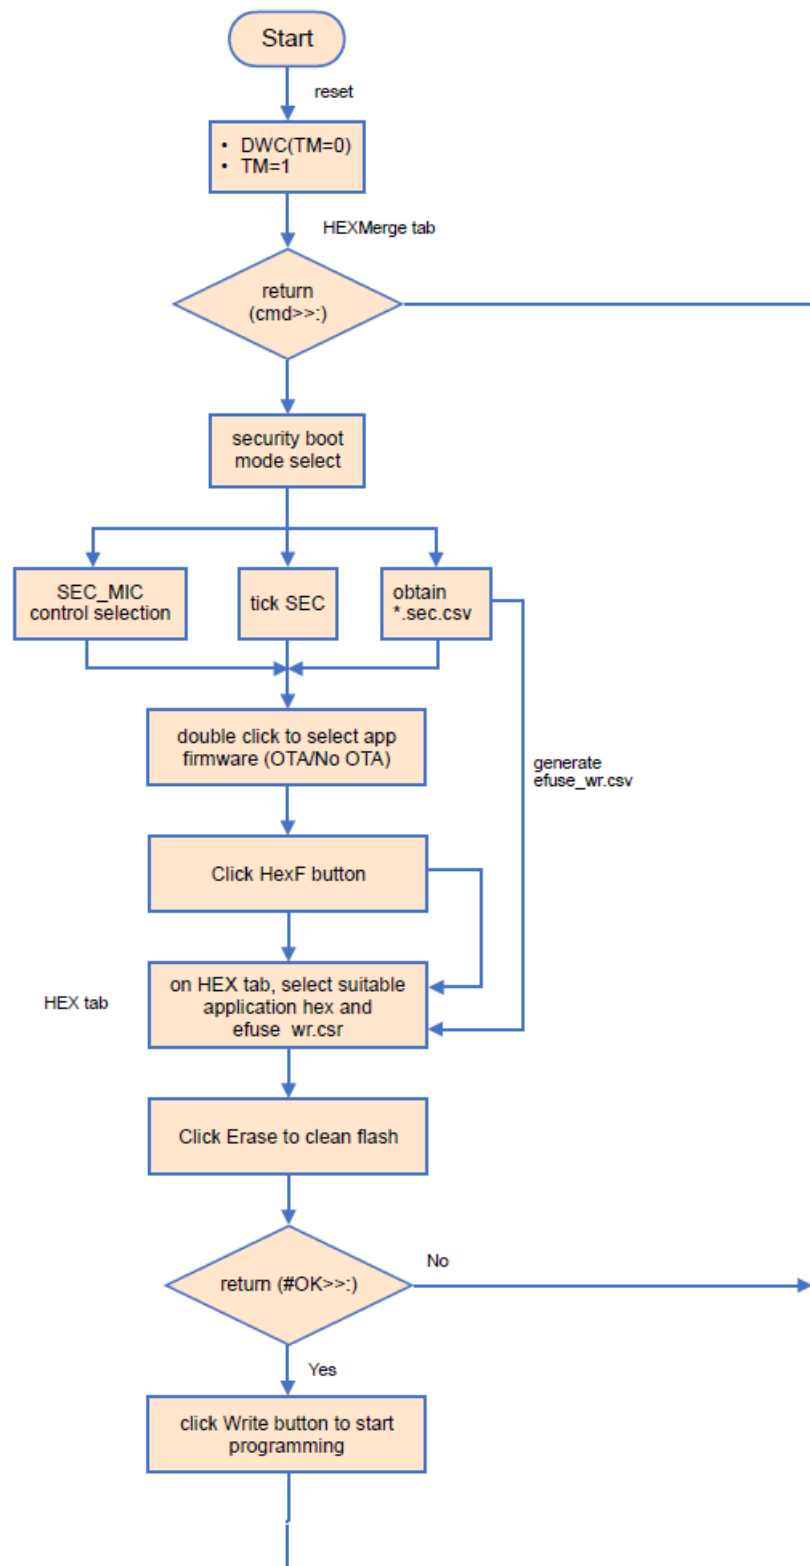 Start
reset
• DWC(TM=0)
• TM=1
HEXMerge tab
return
(cmd>>:)
security boot
mode select
SEC_MIC
control selection
tick SEC
obtain
*.sec.csv
double click to select app
firmware (OTA/No OTA)
generate
efuse_wr.csv
Click HexF button
HEX tab
on HEX tab, select suitable
application hex and
efuse_wr.csr
Click Erase to clean flash
return (#OK>>:)
No
Yes
click Write button to start
programming